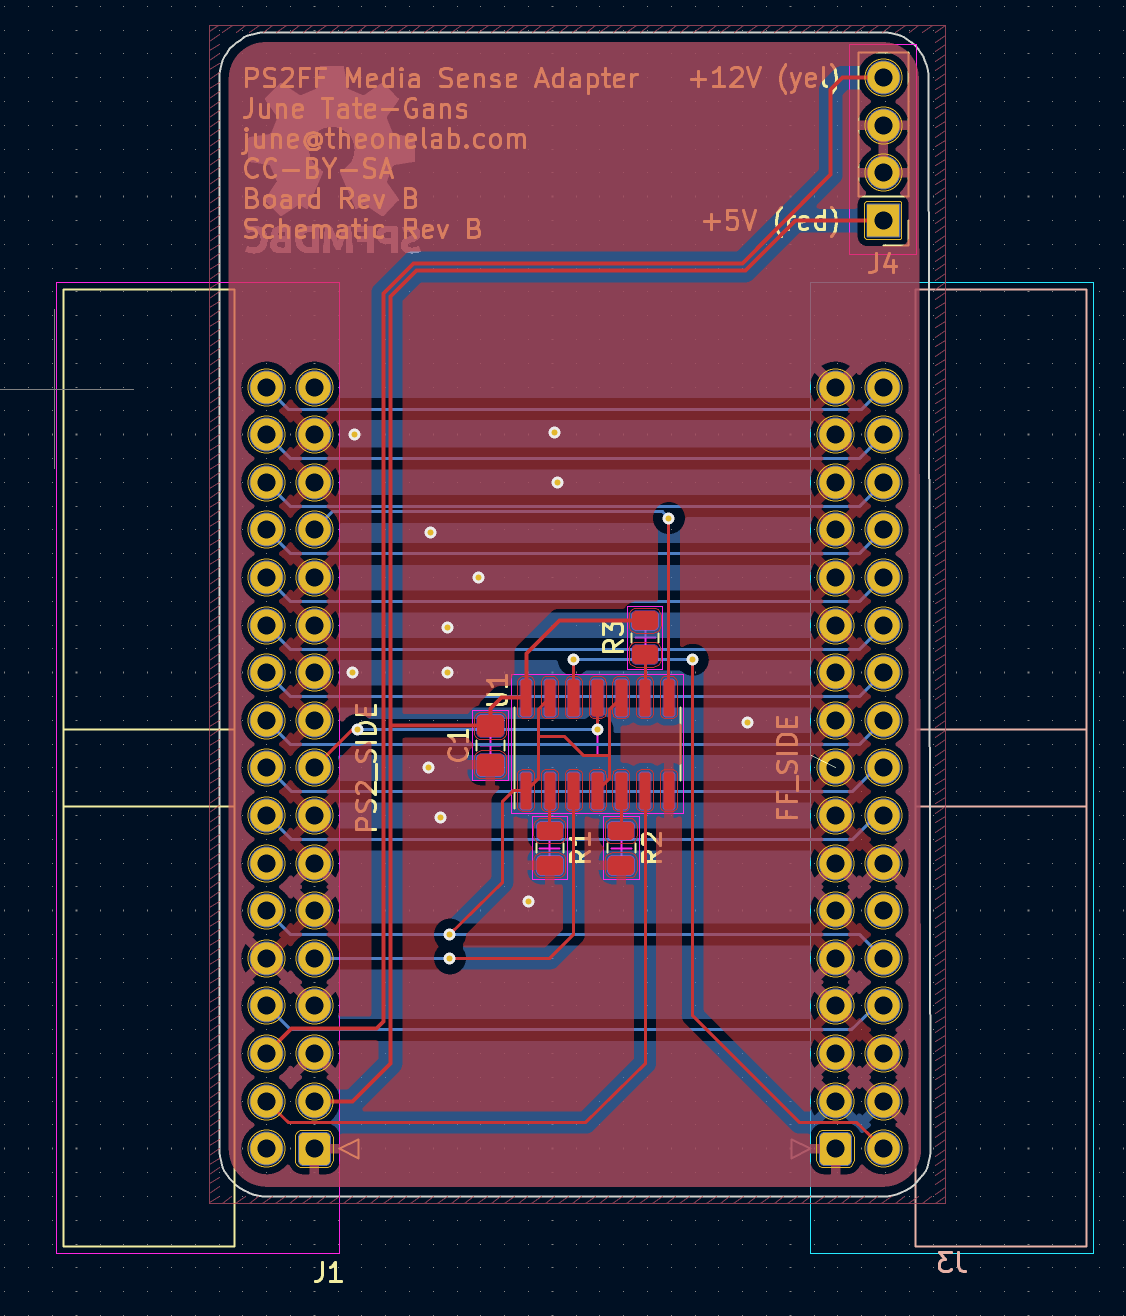 PS2FF Media Sense Adapter
June Tate-Gans
june@theonelab.com
CC-BY-SA
Board Rev B
Schematic Rev B
+12V (yel)
+5V (red)
J4
R3
U1
C1
PS2_SIDE
FF_SIDE
R1
R2
J1
J3